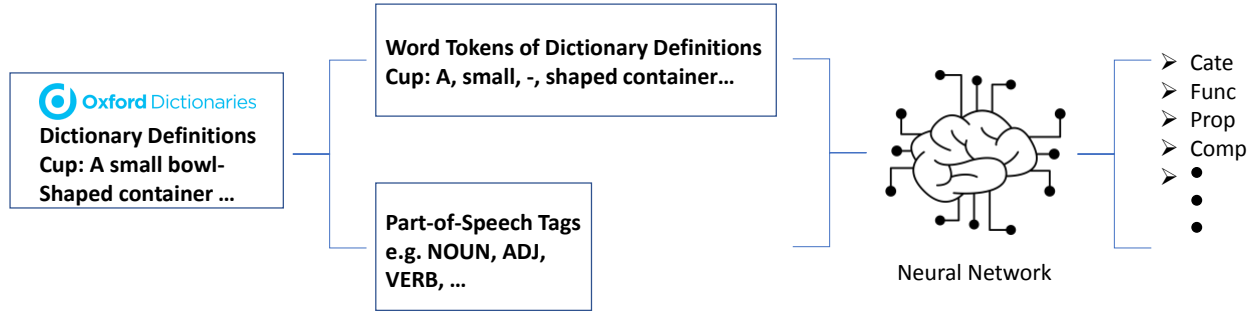 Oxford Dictionaries
Dictionary Definitions
Cup: A small bowl-
Shaped container ...
Word Tokens of Dictionary Definitions
Cup: A, small, -, shaped container...
Part-of-Speech Tags
e.g. NOUN, ADJ,
VERB, ...
Neural Network
Cate
Func
Prop
Comp